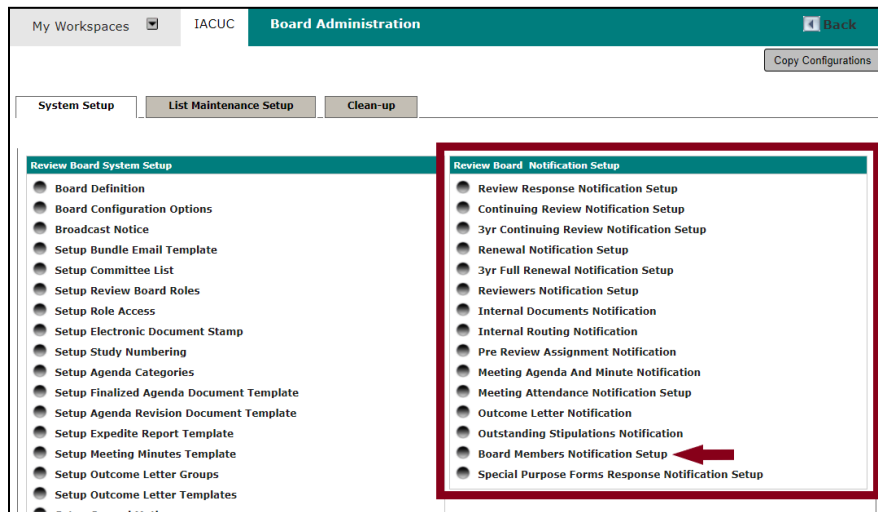 My Workspaces IACUC Board Administration Back
Copy Configurations
System Setup List Maintenance Setup Clean-up
Review Board System Setup
Board Definition
Board Configuration Options
Broadcast Notice
Setup Bundle Email Template
Setup Committee List
Setup Review Board Roles
Setup Role Access
Setup Electronic Document Stamp
Setup Study Numbering
Setup Agenda Categories
Setup Finalized Agenda Document Template
Setup Agenda Revision Document Template
Setup Expedite Report Template
Setup Meeting Minutes Template
Setup Outcome Letter Groups
Setup Outcome Letter Templates
Review Board Notification Setup
Review Response Notification Setup
Continuing Review Notification Setup
3yr Continuing Review Notification Setup
Renewal Notification Setup
3yr Full Renewal Notification Setup
Reviewers Notification Setup
Internal Documents Notification
Internal Routing Notification
Pre Review Assignment Notification
Meeting Agenda And Minute Notification
Meeting Attendance Notification Setup
Outcome Letter Notification
Outstanding Stipulations Notification
Board Members Notification Setup
Special Purpose Forms Response Notification Setup